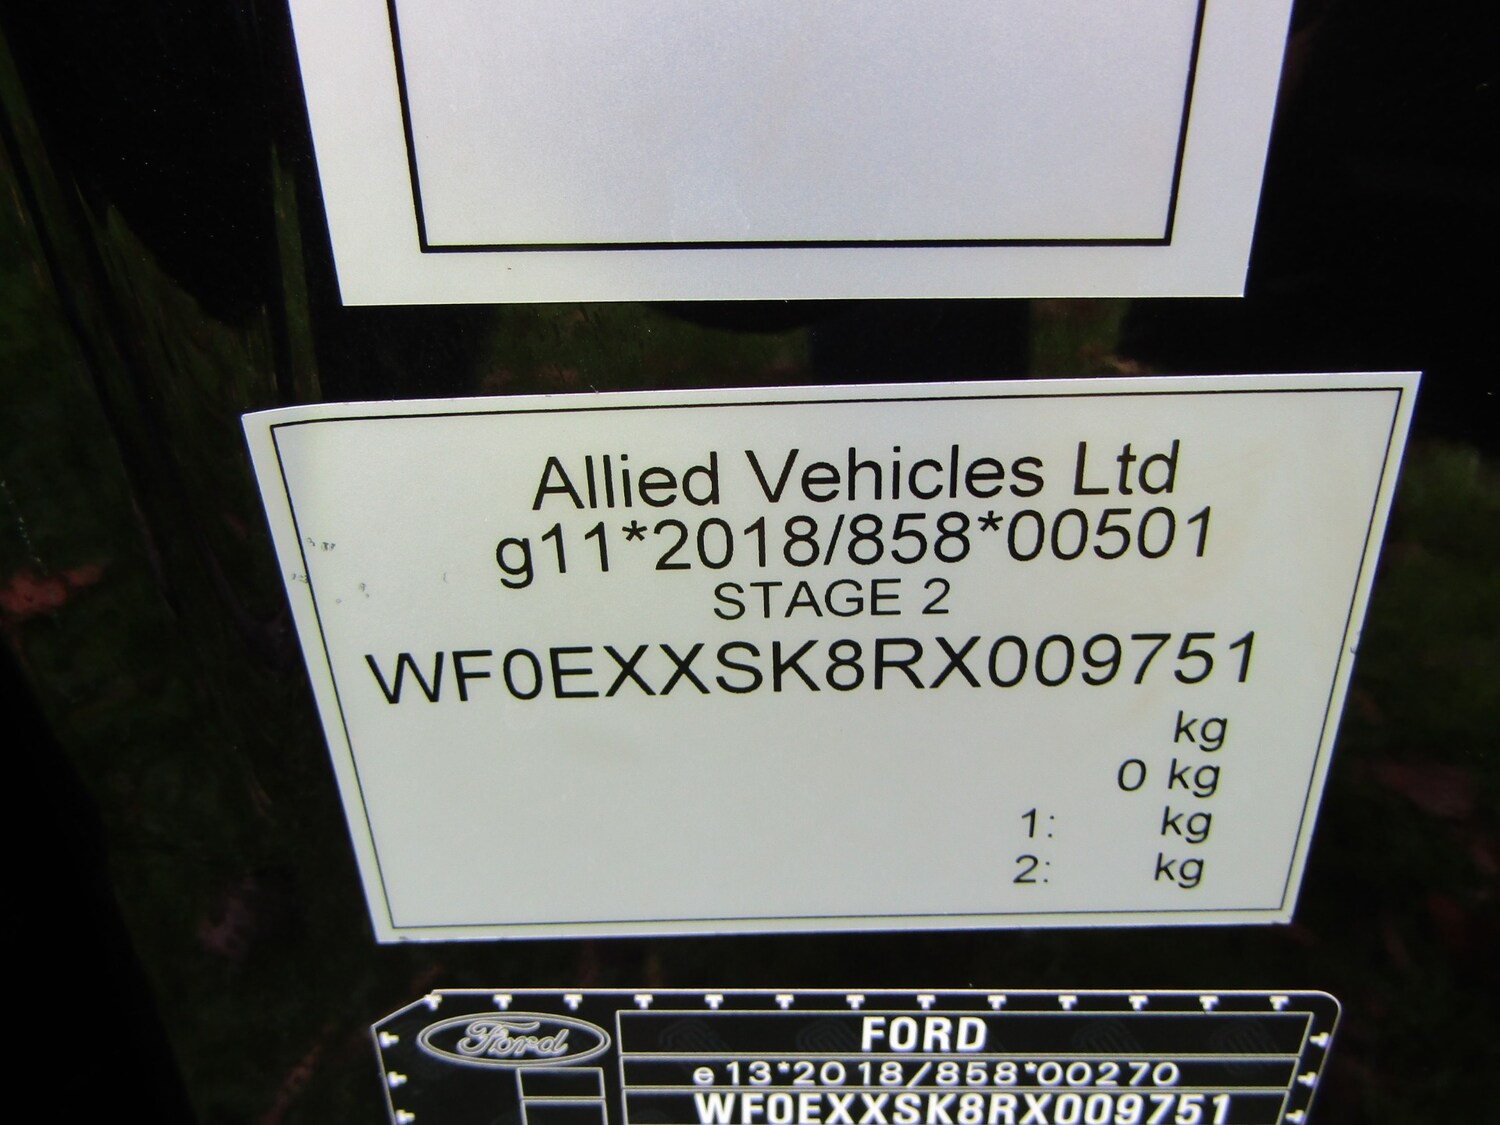 Allied Vehicles Ltd
g11*2018/858*00501
STAGE 2
WF0EXXSK8RX009751
kg
0 kg
1: kg
2: kg
Ford
FORD
e13*2018/858*00270
WF0EXXSK8RX009751